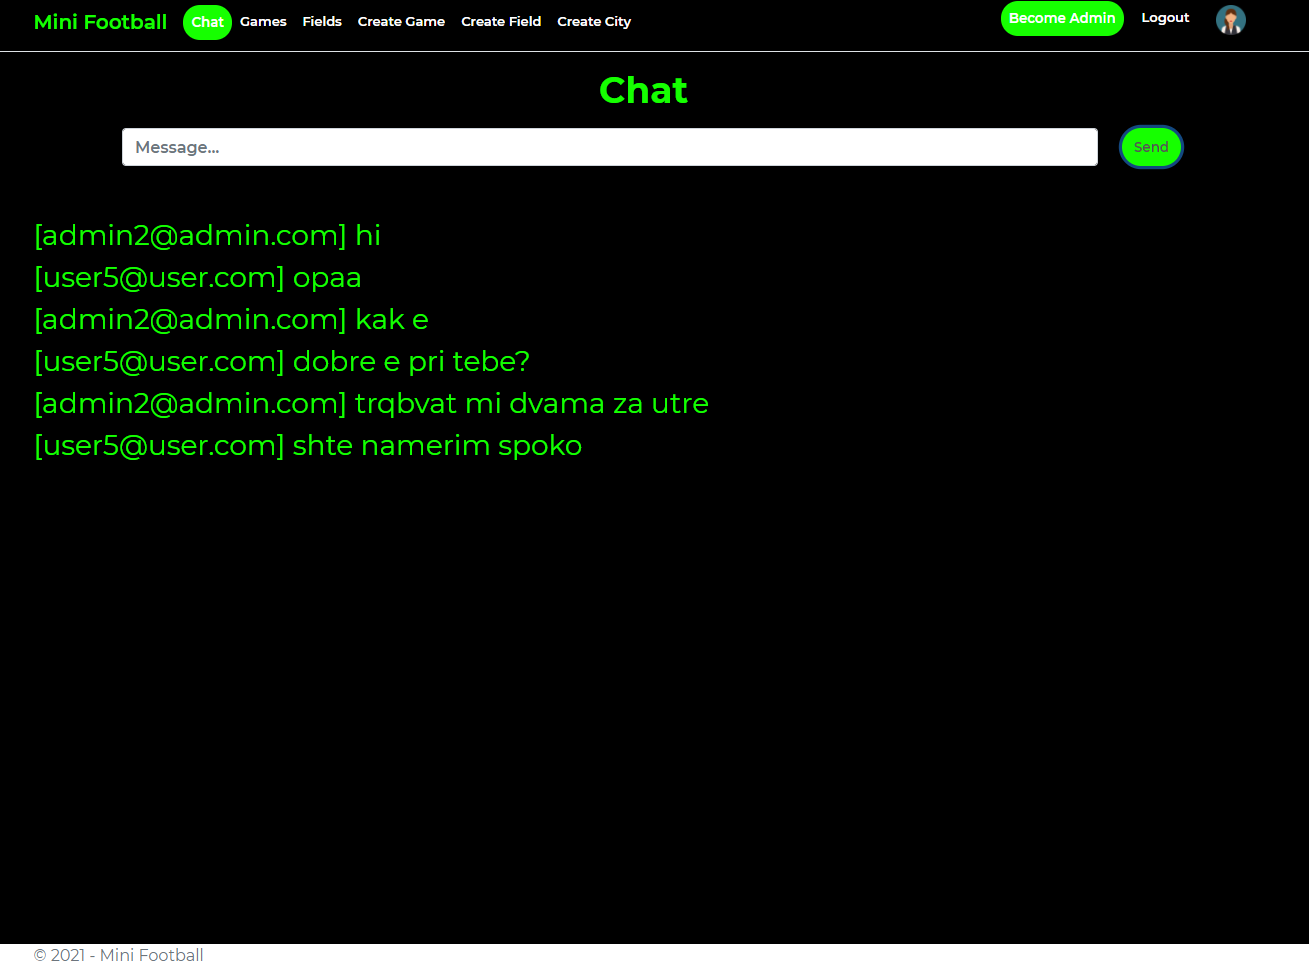 Mini Football Chat Games Fields Create Game Create Field Create City Become Admin Logout
Chat
Message... Send
[admin2@admin.com] hi
[user5@user.com] opaa
[admin2@admin.com] kak e
[user5@user.com] dobre e pri tebe?
[admin2@admin.com] trqbvat mi dvama za utre
[user5@user.com] shte namerim spoko
© 2021 - Mini Football